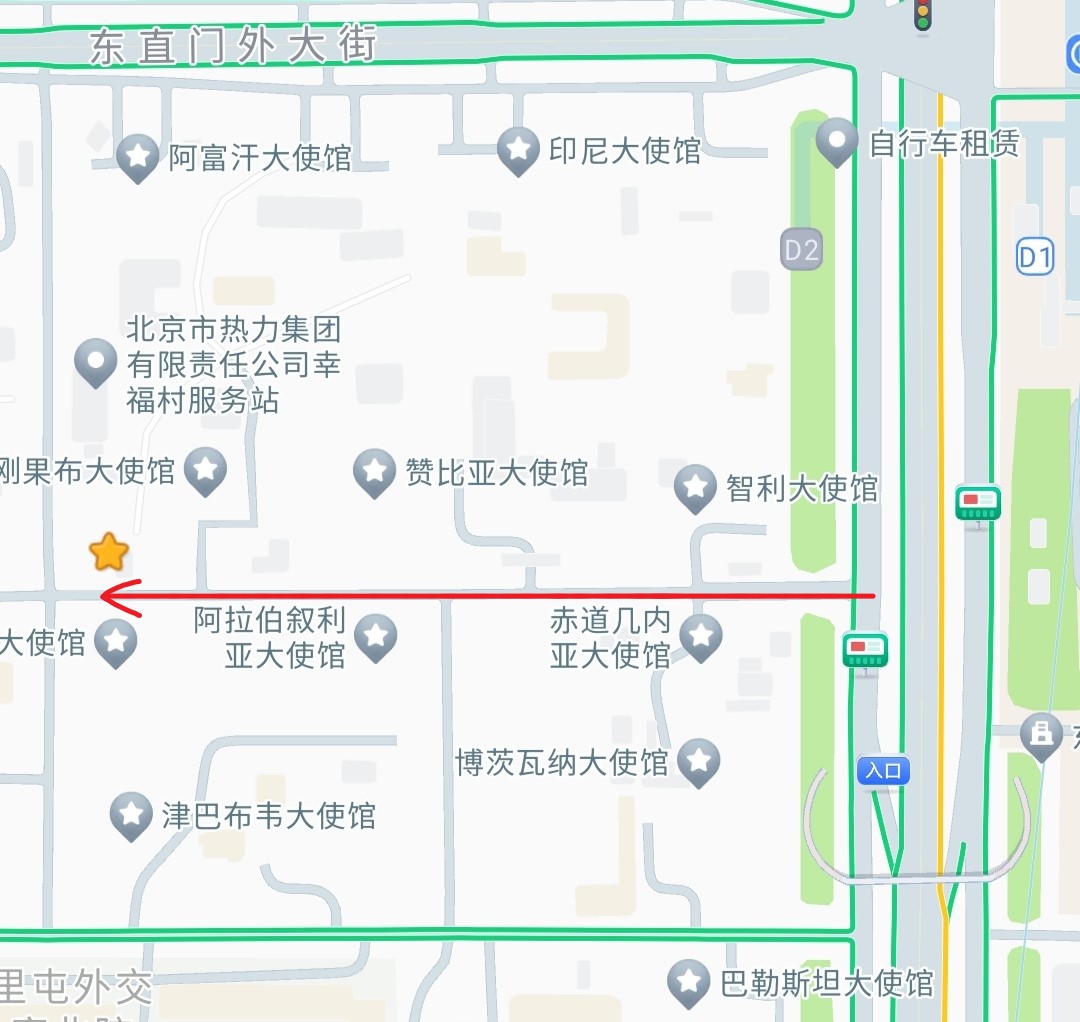 东直门外大街
阿富汗大使馆
印尼大使馆
自行车租赁
D2
D1
北京市热力集团
有限责任公司幸
福村服务站
刚果布大使馆
赞比亚大使馆
智利大使馆
1
阿拉伯叙利
亚大使馆
赤道几内
亚大使馆
大使馆
1
博茨瓦纳大使馆
入口
津巴布韦大使馆
里屯外交
巴勒斯坦大使馆